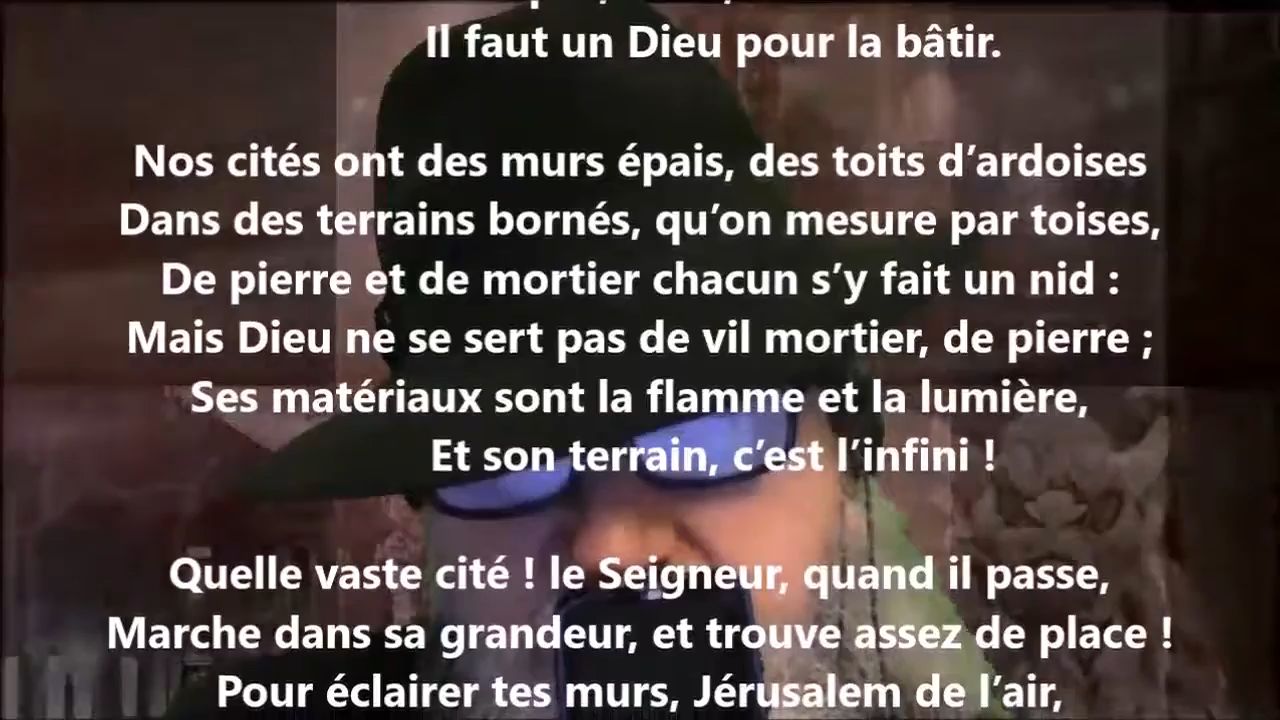 Il faut un Dieu pour la bâtir.
Nos cités ont des murs épais, des toits d’ardoises
Dans des terrains bornés, qu’on mesure par toises,
De pierre et de mortier chacun s’y fait un nid :
Mais Dieu ne se sert pas de vil mortier, de pierre ;
Ses matériaux sont la flamme et la lumière,
Et son terrain, c’est l’infini !
Quelle vaste cité ! le Seigneur, quand il passe,
Marche dans sa grandeur, et trouve assez de place !
Pour éclairer tes murs, Jérusalem de l’air,